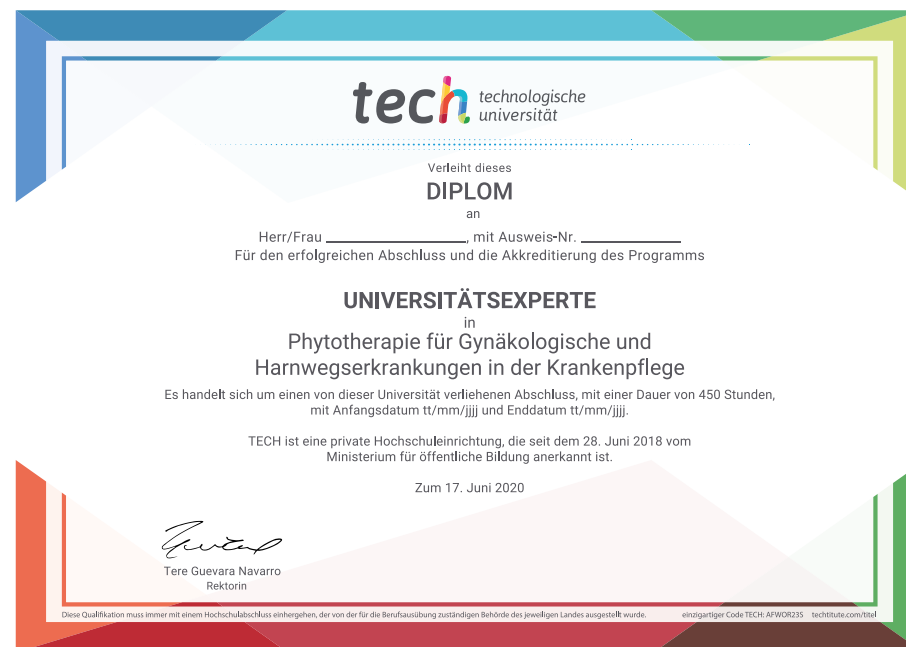 tech technologische
universität
Verleiht dieses
DIPLOM
an
Herr/Frau ____________________, mit Ausweis-Nr. ______________
Für den erfolgreichen Abschluss und die Akkreditierung des Programms
UNIVERSITÄTSEXPERTE
in
Phytotherapie für Gynäkologische und
Harnwegserkrankungen in der Krankenpflege
Es handelt sich um einen von dieser Universität verliehenen Abschluss, mit einer Dauer von 450 Stunden,
mit Anfangsdatum tt/mm/jjjj und Enddatum tt/mm/jjjj.
TECH ist eine private Hochschuleinrichtung, die seit dem 28. Juni 2018 vom
Ministerium für öffentliche Bildung anerkannt ist.
Zum 17. Juni 2020
Tere Guevara Navarro
Rektorin
Diese Qualifikation muss immer mit einem Hochschulabschluss einhergehen, der von der für die Berufsausübung zuständigen Behörde des jeweiligen Landes ausgestellt wurde. einzigartiger Code TECH: AFWOR23S techtitute.com/titel